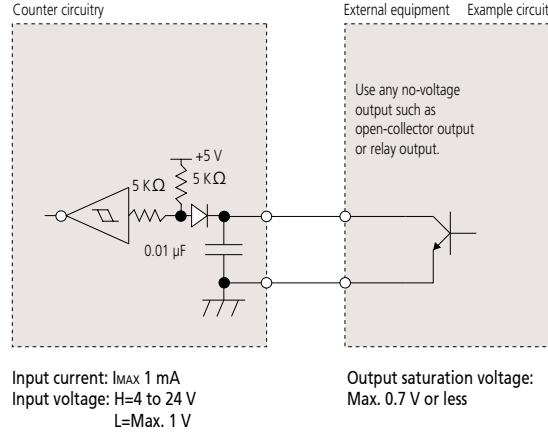 Counter circuitry
External equipment Example circuit
Use any no-voltage
output such as
open-collector output
or relay output.
+5 V
5 KΩ
5 KΩ
0.01 µF
Input current: IMAX 1 mA
Input voltage: H=4 to 24 V
L=Max. 1 V
Output saturation voltage:
Max. 0.7 V or less